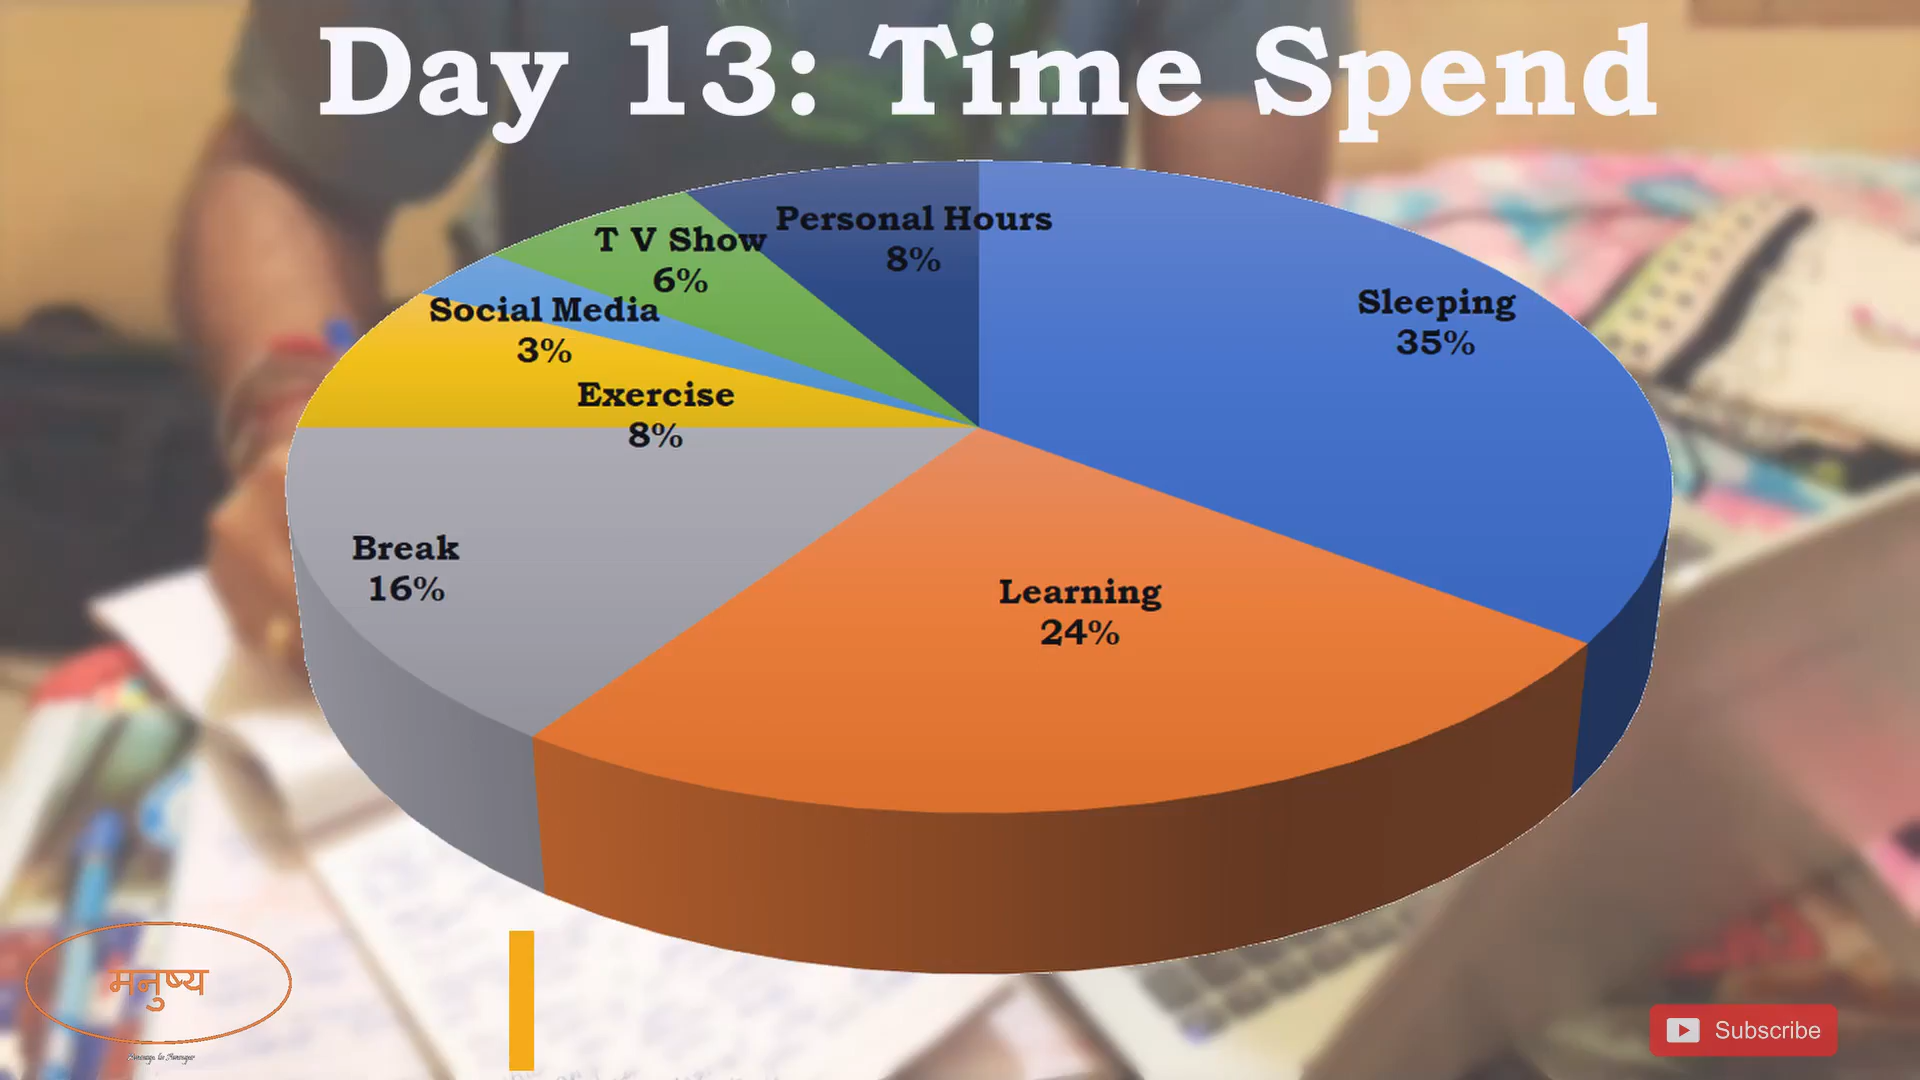 Day 13: Time Spend
Personal Hours
8%
T V Show
6%
Sleeping
35%
Social Media
3%
Exercise
8%
Break
16%
Learning
24%
मनुष्य
Subscribe